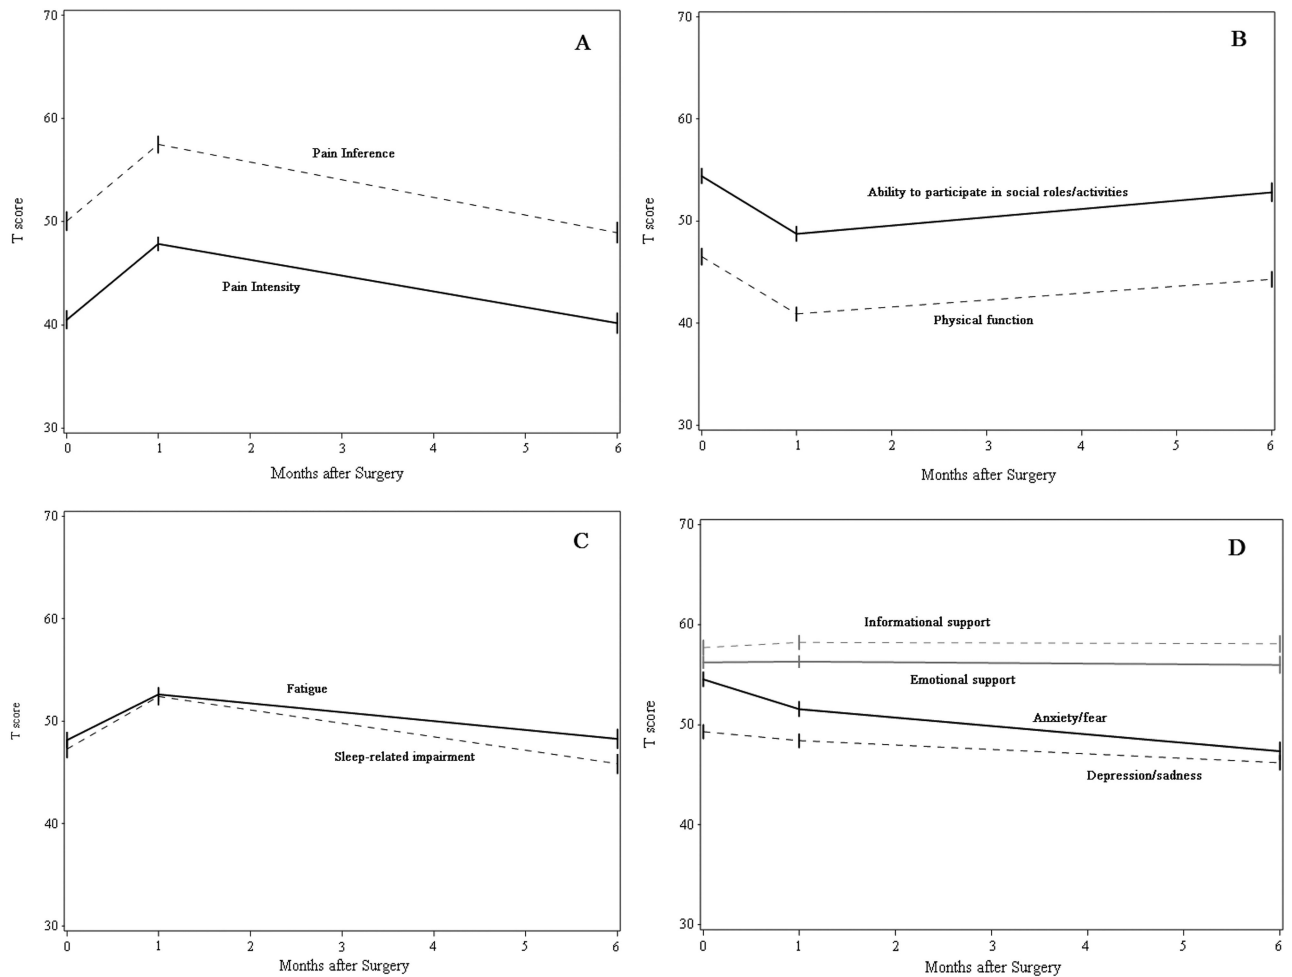 70
A
60
Pain Inference
50
T score
Pain Intensity
40
30
0 1 2 3 4 5 6
Months after Surgery
70
B
60
Ability to participate in social roles/activities
50
T score
40
Physical function
30
0 1 2 3 4 5 6
Months after Surgery
70
C
60
Fatigue
50
T score
Sleep-related impairment
40
30
0 1 2 3 4 5 6
Months after Surgery
70
D
60
Informational support
Emotional support
Anxiety/fear
50
T score
Depression/sadness
40
30
0 1 2 3 4 5 6
Months after Surgery